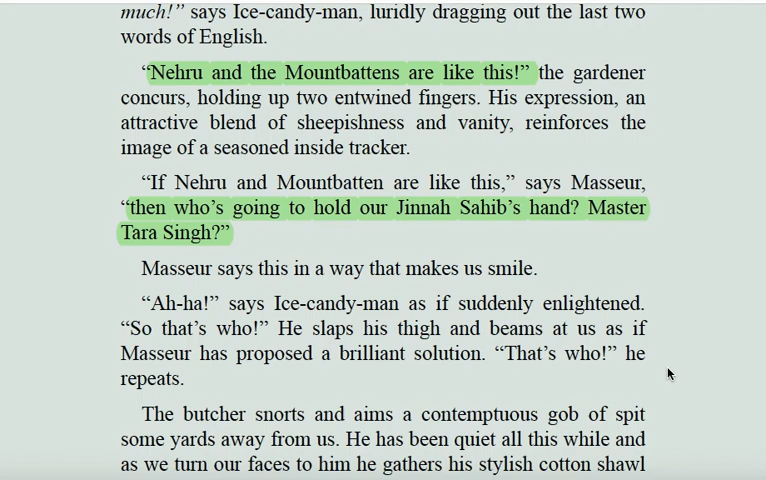 much!” says Ice-candy-man, luridly dragging out the last two
words of English.
“Nehru and the Mountbattens are like this!” the gardener
concurs, holding up two entwined fingers. His expression, an
attractive blend of sheepishness and vanity, reinforces the
image of a seasoned inside tracker.
“If Nehru and Mountbatten are like this,” says Masseur,
“then who’s going to hold our Jinnah Sahib’s hand? Master
Tara Singh?”
Masseur says this in a way that makes us smile.
“Ah-ha!” says Ice-candy-man as if suddenly enlightened.
“So that’s who!” He slaps his thigh and beams at us as if
Masseur has proposed a brilliant solution. “That’s who!” he
repeats.
The butcher snorts and aims a contemptuous gob of spit
some yards away from us. He has been quiet all this while and
as we turn our faces to him he gathers his stylish cotton shawl